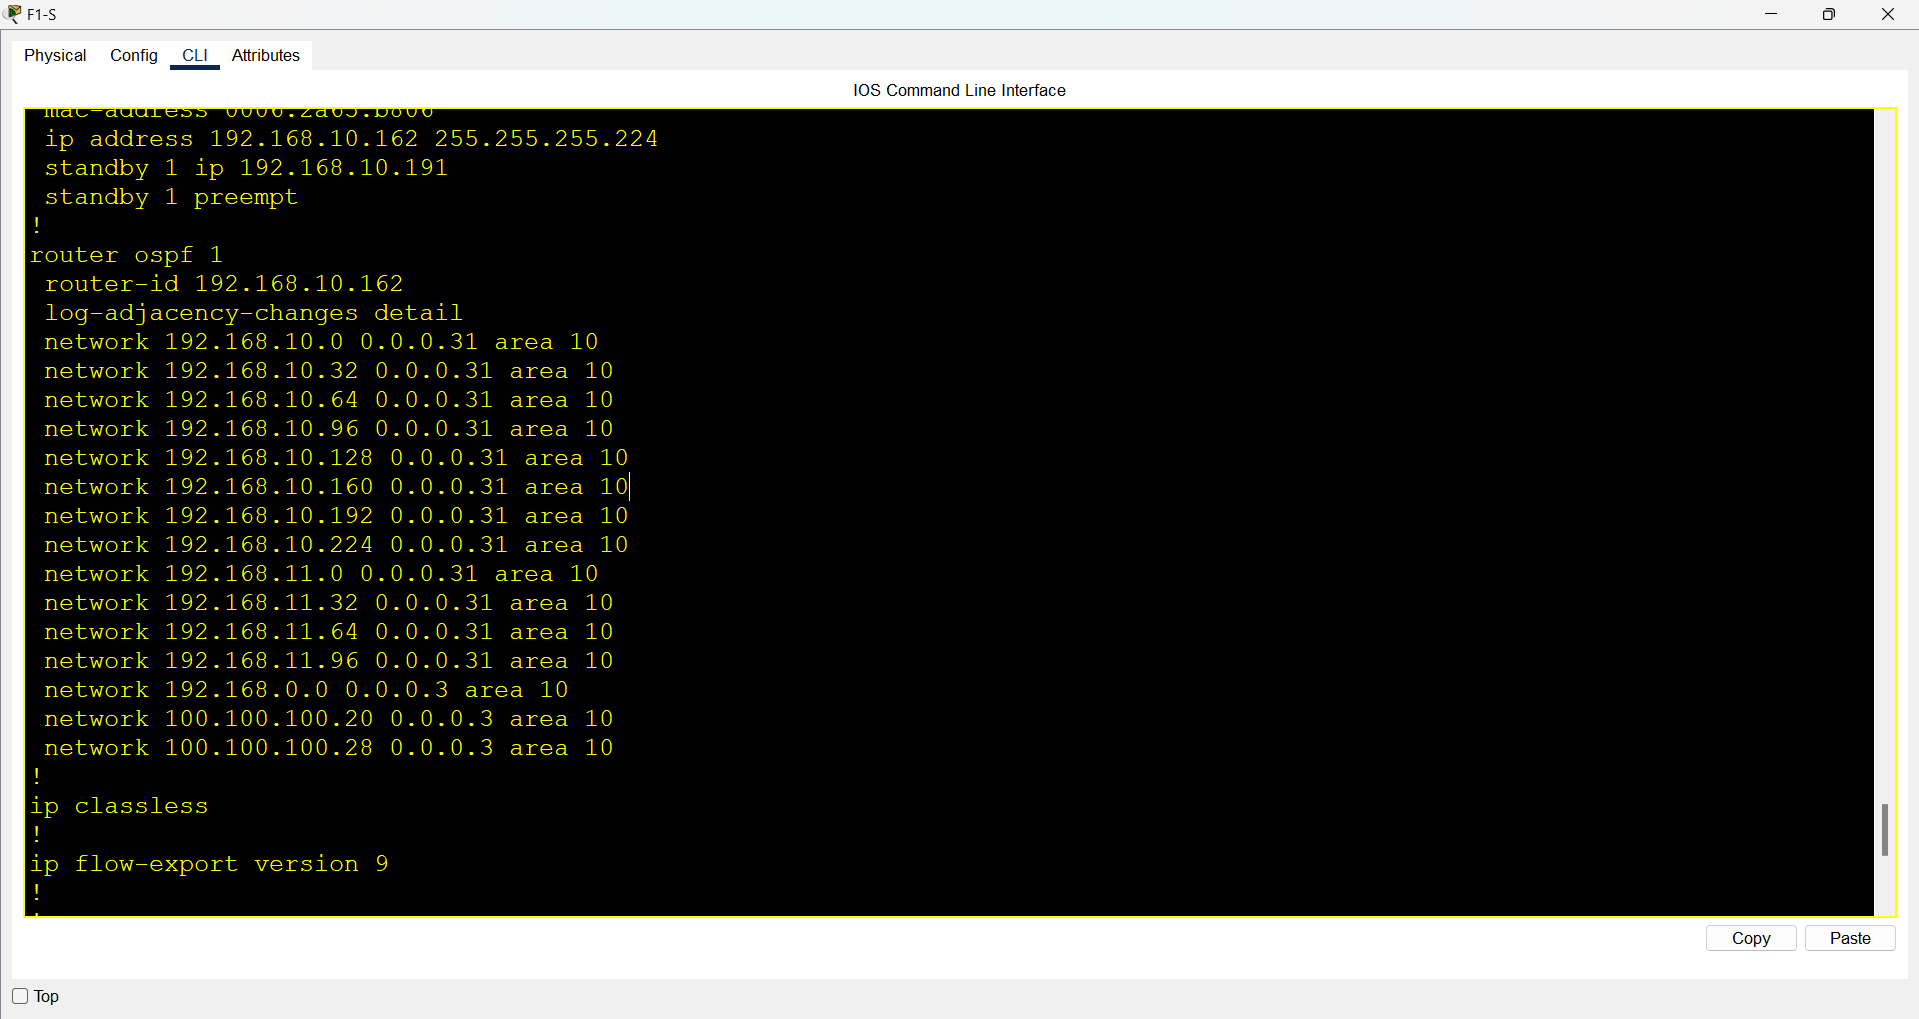 F1-S
Physical Config CLI Attributes
IOS Command Line Interface
mac-address 0006.2a65.b806
ip address 192.168.10.162 255.255.255.224
standby 1 ip 192.168.10.191
standby 1 preempt
!
router ospf 1
router-id 192.168.10.162
log-adjacency-changes detail
network 192.168.10.0 0.0.0.31 area 10
network 192.168.10.32 0.0.0.31 area 10
network 192.168.10.64 0.0.0.31 area 10
network 192.168.10.96 0.0.0.31 area 10
network 192.168.10.128 0.0.0.31 area 10
network 192.168.10.160 0.0.0.31 area 10
network 192.168.10.192 0.0.0.31 area 10
network 192.168.10.224 0.0.0.31 area 10
network 192.168.11.0 0.0.0.31 area 10
network 192.168.11.32 0.0.0.31 area 10
network 192.168.11.64 0.0.0.31 area 10
network 192.168.11.96 0.0.0.31 area 10
network 192.168.0.0 0.0.0.3 area 10
network 100.100.100.20 0.0.0.3 area 10
network 100.100.100.28 0.0.0.3 area 10
!
ip classless
!
ip flow-export version 9
!
Copy Paste
Top